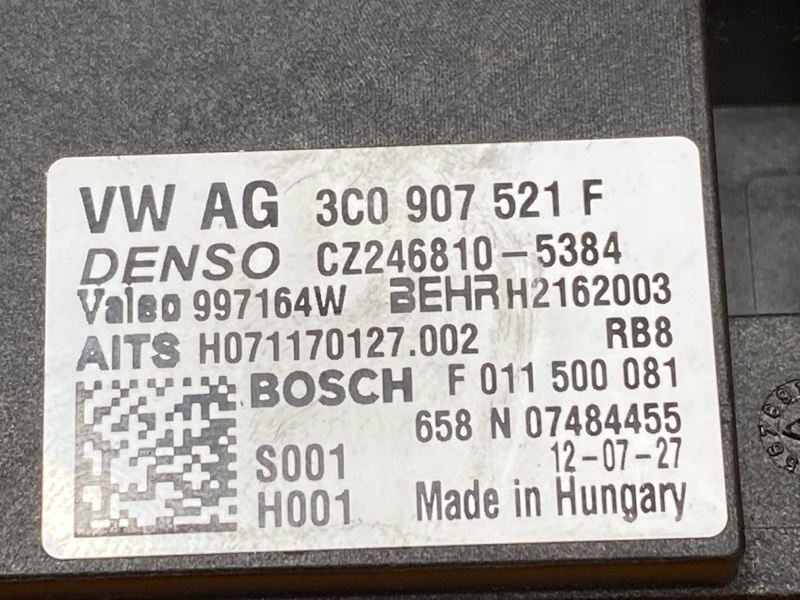 VW AG 3C0 907 521 F
DENSO CZ246810-5384
Valeo 997164W BEHR H2162003
AITS H071170127.002 RB8
BOSCH F 011 500 081
658 N 07484455
S001 12-07-27
H001 Made in Hungary